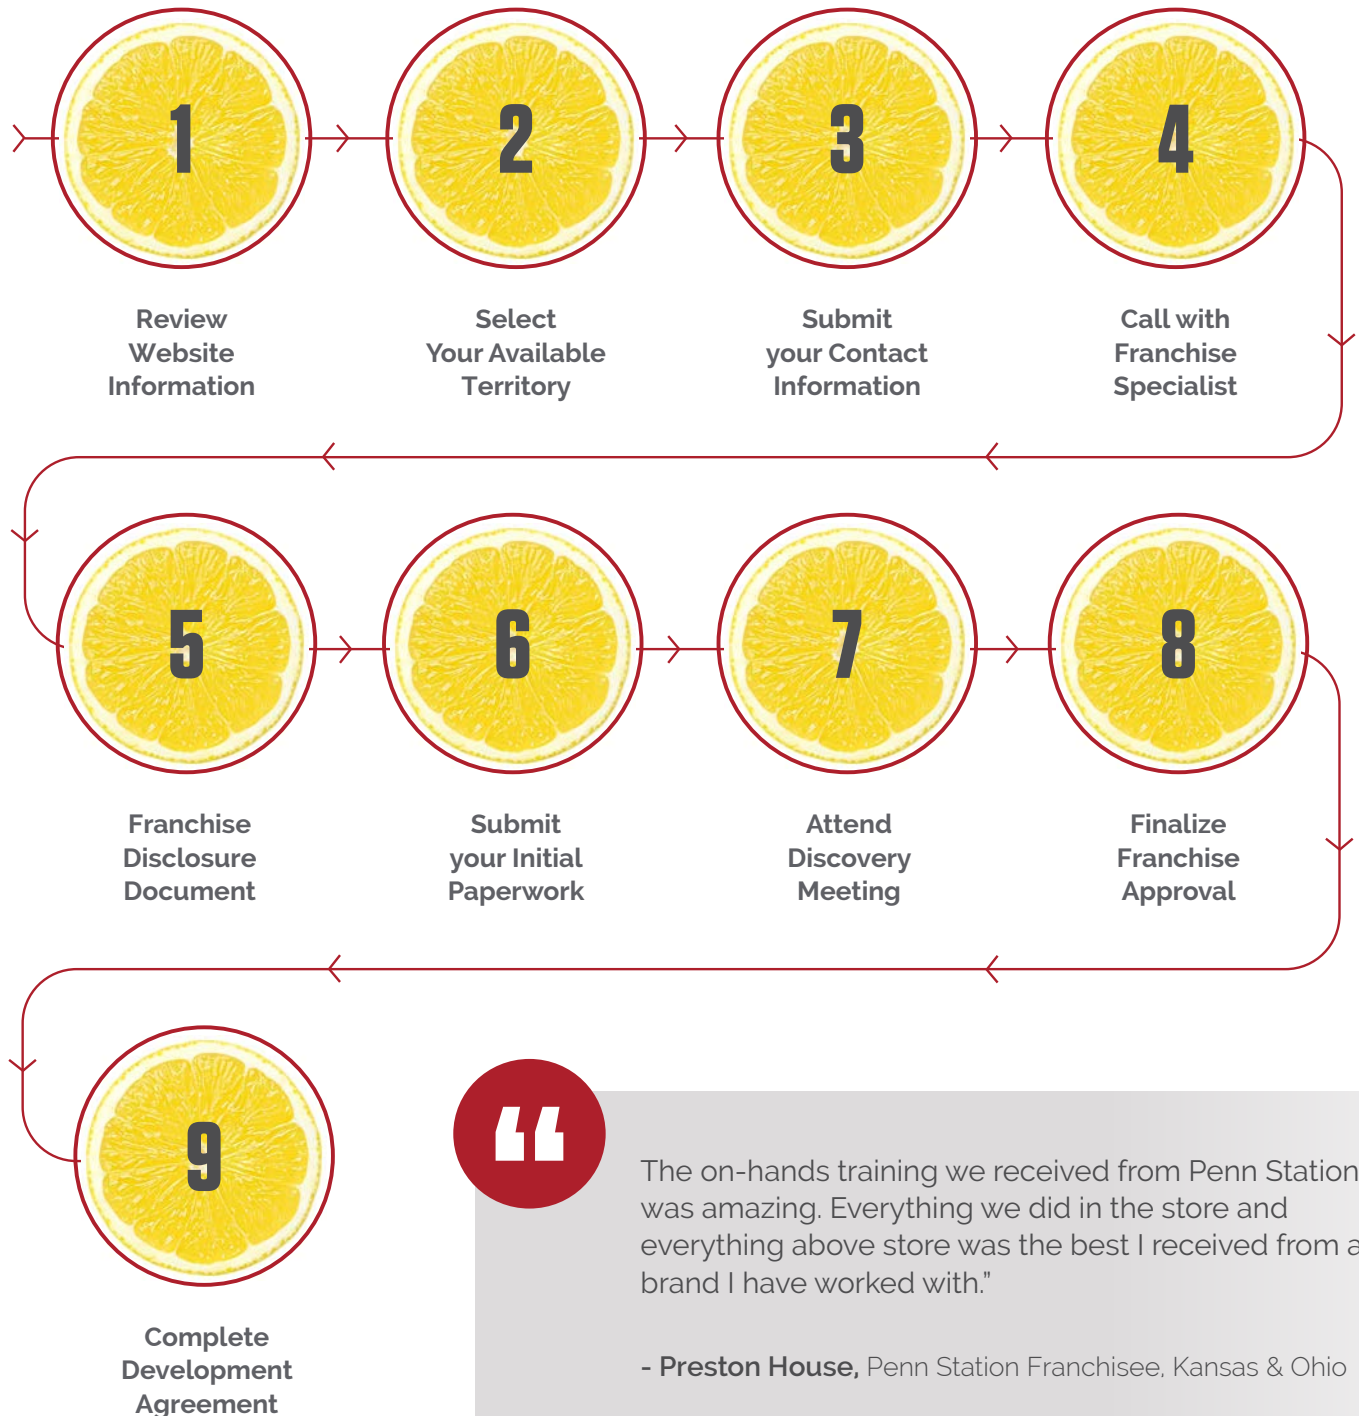 1
2
3
4
Review
Website
Information
Select
Your Available
Territory
Submit
your Contact
Information
Call with
Franchise
Specialist
5
6
7
8
Franchise
Disclosure
Document
Submit
your Initial
Paperwork
Attend
Discovery
Meeting
Finalize
Franchise
Approval
9
Complete
Development
Agreement
“
The on-hands training we received from Penn Station
was amazing. Everything we did in the store and
everything above store was the best I received from a
brand I have worked with.”
- Preston House, Penn Station Franchisee, Kansas & Ohio